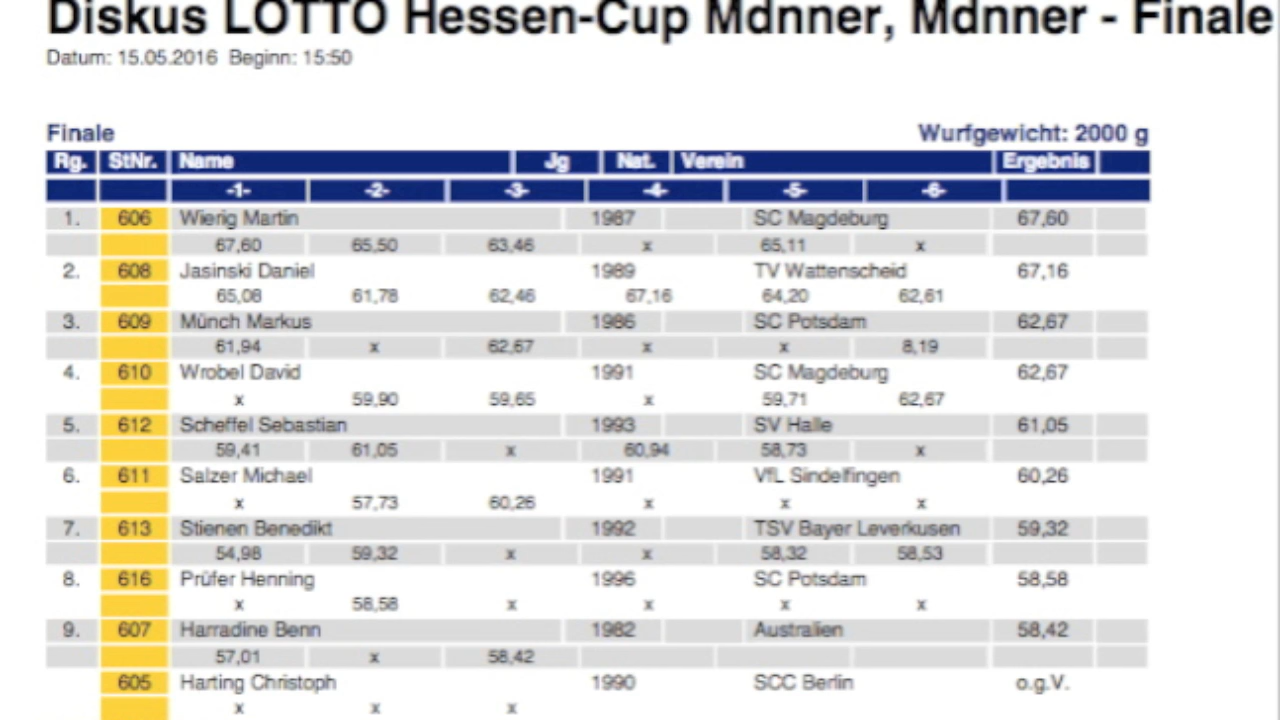 Diskus LOTTO Hessen-Cup Mdnner, Mdnner - Finale
Datum: 15.05.2016 Beginn: 15:50
Finale Wurfgewicht: 2000 g
Rg. StNr. Name Jg Nat. Verein Ergebnis
-1- -2- -3- -4- -5- -6-
1. 606 Wierig Martin 1987 SC Magdeburg 67,60
67,60 65,50 63,46 x 65,11 x
2. 608 Jasinski Daniel 1989 TV Wattenscheid 67,16
65,08 61,78 62,46 67,16 64,20 62,61
3. 609 Münch Markus 1986 SC Potsdam 62,67
61,94 x 62,67 x x 8,19
4. 610 Wrobel David 1991 SC Magdeburg 62,67
x 59,90 59,65 x 59,71 62,67
5. 612 Scheffel Sebastian 1993 SV Halle 61,05
59,41 61,05 x 60,94 58,73 x
6. 611 Salzer Michael 1991 VfL Sindelfingen 60,26
x 57,73 60,26 x x x
7. 613 Stienen Benedikt 1992 TSV Bayer Leverkusen 59,32
54,98 59,32 x x 58,32 58,53
8. 616 Prüfer Henning 1996 SC Potsdam 58,58
x 58,58 x x x x
9. 607 Harradine Benn 1982 Australien 58,42
57,01 x 58,42
605 Harting Christoph 1990 SCC Berlin o.g.V.
x x x